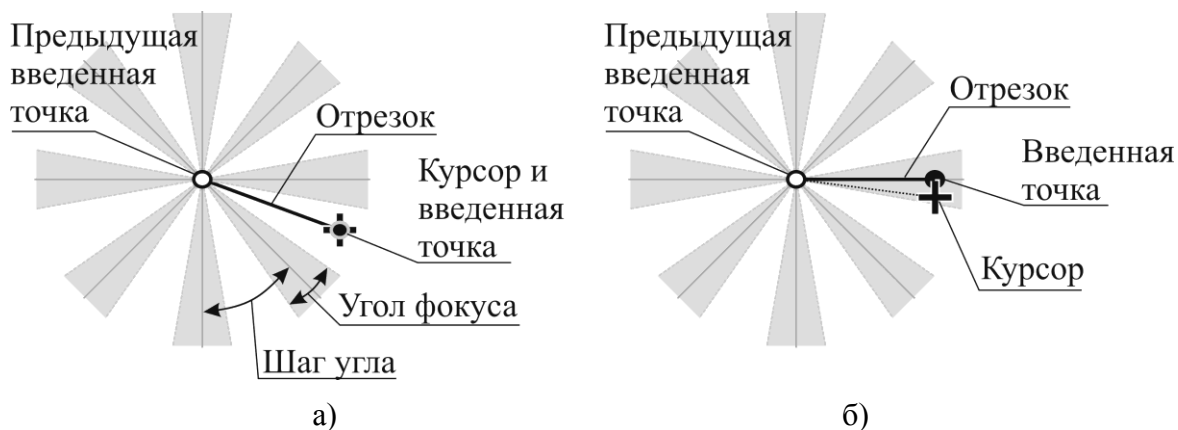 Предыдущая
введенная
точка
Отрезок
Курсор и
введенная
точка
Угол фокуса
Шаг угла
а)
Предыдущая
введенная
точка
Отрезок
Введенная
точка
Курсор
б)